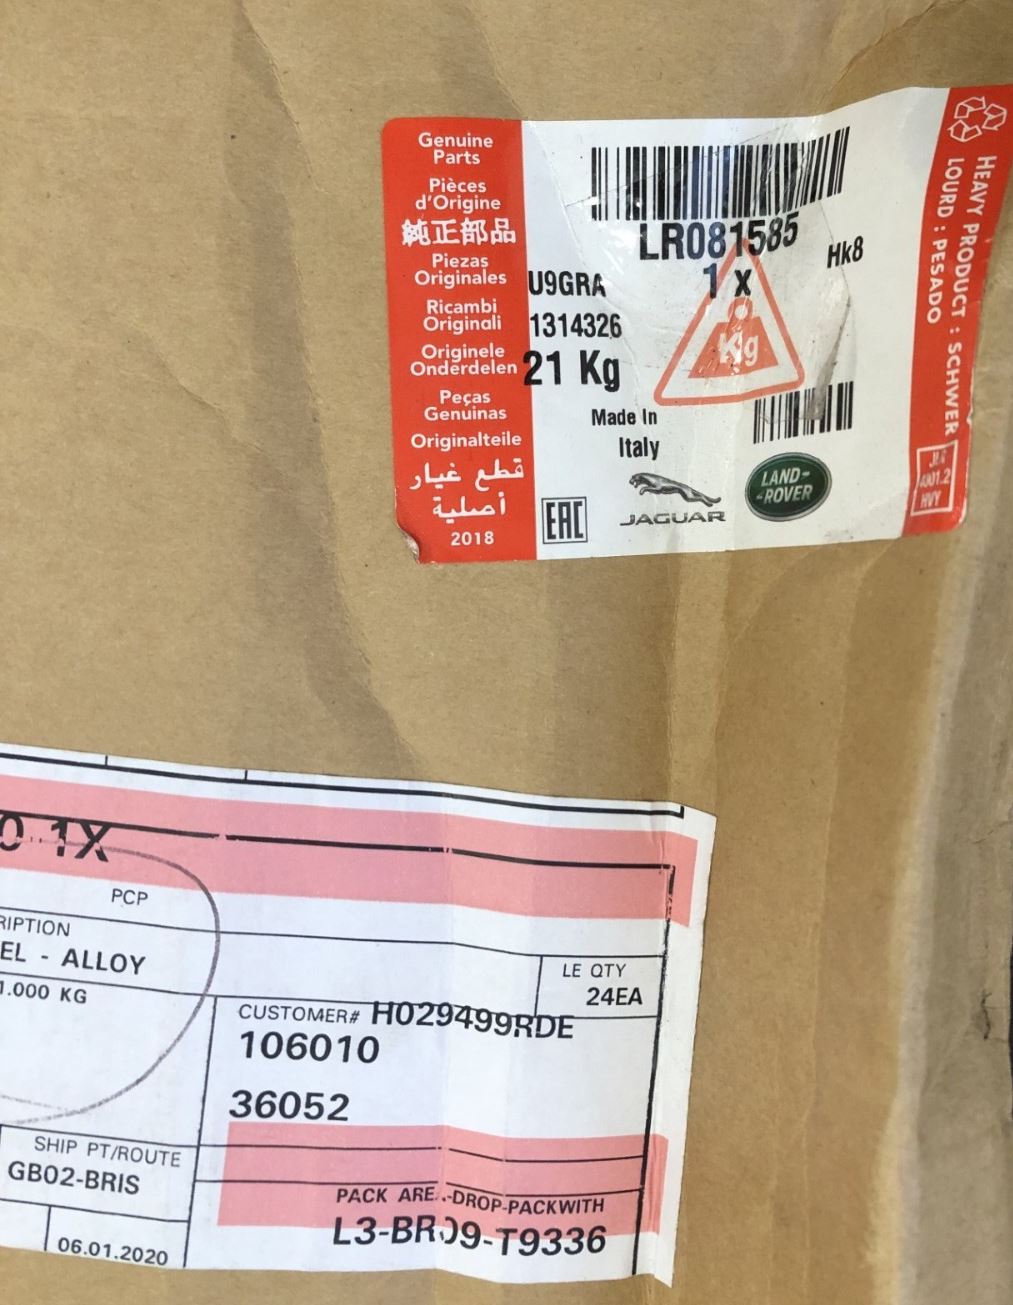 Genuine
Parts
Pièces
d'Origine
純正部品
Piezas
Originales
Ricambi
Originali
Originele
Onderdelen
Peças
Genuinas
Originalteile
قطع غيار
أصلية
2018
LR081585
1 x
Hk8
U9GRA
1314326
21 Kg
Kg
Made In
Italy
EAC
JAGUAR
LAND-
-ROVER
HEAVY PRODUCT : SCHWER
LOURD : PESADO
HVY
0 1X
PCP
RIPTION
EL - ALLOY
1.000 KG
LE QTY
24EA
CUSTOMER# H029499RDE
106010
36052
SHIP PT/ROUTE
GB02-BRIS
06.01.2020
PACK ARE -DROP-PACKWITH
L3-BR09-T9336